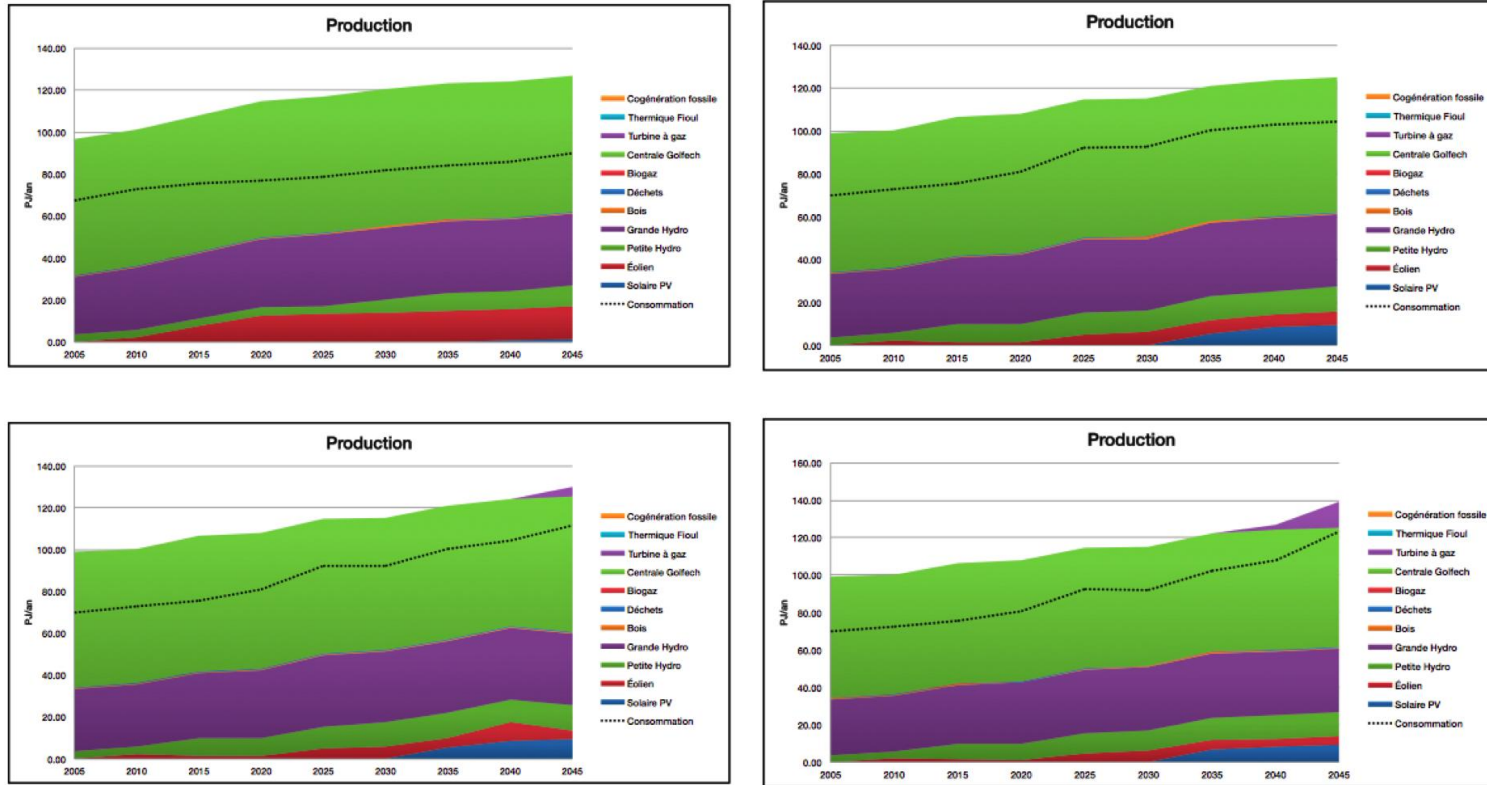 Production
140.00
120.00
100.00
80.00
60.00
40.00
20.00
0.00
PJ/an
2005 2010 2015 2020 2025 2030 2035 2040 2045
Cogénération fossile
Thermique Fioul
Turbine à gaz
Centrale Golfech
Biogaz
Déchets
Bois
Grande Hydro
Petite Hydro
Éolien
Solaire PV
Consommation
Production
140.00
120.00
100.00
80.00
60.00
40.00
20.00
0.00
PJ/an
2005 2010 2015 2020 2025 2030 2035 2040 2045
Cogénération fossile
Thermique Fioul
Turbine à gaz
Centrale Golfech
Biogaz
Déchets
Bois
Grande Hydro
Petite Hydro
Éolien
Solaire PV
Consommation
Production
140.00
120.00
100.00
80.00
60.00
40.00
20.00
0.00
PJ/an
2005 2010 2015 2020 2025 2030 2035 2040 2045
Cogénération fossile
Thermique Fioul
Turbine à gaz
Centrale Golfech
Biogaz
Déchets
Bois
Grande Hydro
Petite Hydro
Éolien
Solaire PV
Consommation
Production
160.00
140.00
120.00
100.00
80.00
60.00
40.00
20.00
0.00
PJ/an
2005 2010 2015 2020 2025 2030 2035 2040 2045
Cogénération fossile
Thermique Fioul
Turbine à gaz
Centrale Golfech
Biogaz
Déchets
Bois
Grande Hydro
Petite Hydro
Éolien
Solaire PV
Consommation